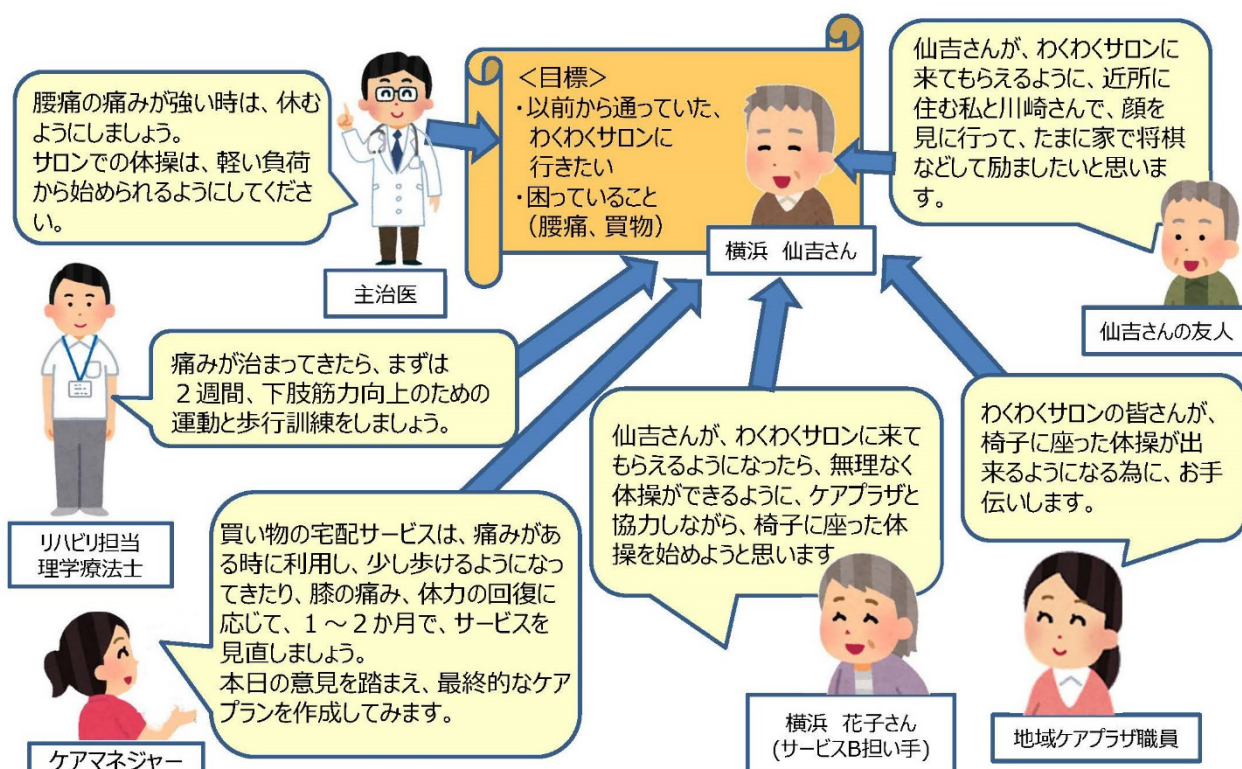 腰痛の痛みが強い時は、休む
ようにしましょう。
サロンでの体操は、軽い負荷
から始められるようにしてくださ
い。
主治医
＜目標＞
・以前から通っていた、
わくわくサロンに
行きたい
・困っていること
（腰痛、買物）
横浜　仙吉さん
仙吉さんが、わくわくサロンに
来てもらえるように、近所に
住む私と川崎さんで、顔を
見に行って、たまに家で将棋
などして励ましたいと思いま
す。
仙吉さんの友人
痛みが治まってきたら、まずは
２週間、下肢筋力向上のための
運動と歩行訓練をしましょう。
リハビリ担当
理学療法士
買い物の宅配サービスは、痛みがあ
る時に利用し、少し歩けるようになっ
てきたり、膝の痛み、体力の回復に
応じて、１～２か月で、サービスを
見直しましょう。
本日の意見を踏まえ、最終的なケア
プランを作成してみます。
ケアマネジャー
仙吉さんが、わくわくサロンに来て
もらえるようになったら、無理なく
体操ができるように、ケアプラザと
協力しながら、椅子に座った体
操を始めようと思います
横浜　花子さん
(サービスB担い手)
わくわくサロンの皆さんが、
椅子に座った体操が出
来るようになる為に、お手
伝いします。
地域ケアプラザ職員